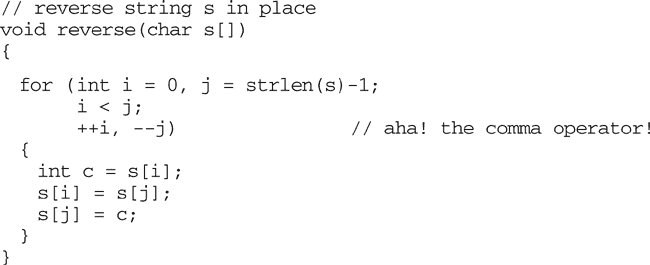 // reverse string s in place
void reverse(char s[])
{
for (int i = 0, j = strlen(s)-1;
i < j;
++i, --j) // aha! the comma operator!
{
int c = s[i];
s[i] = s[j];
s[j] = c;
}
}